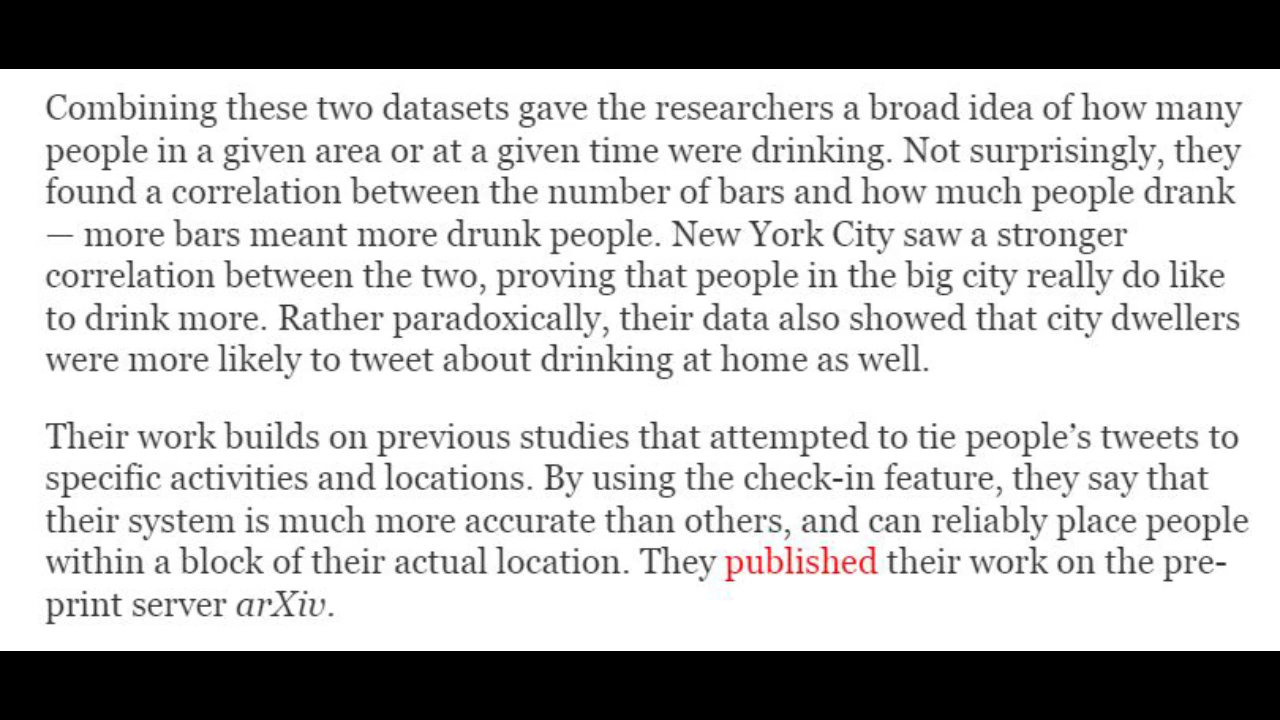 Combining these two datasets gave the researchers a broad idea of how many
people in a given area or at a given time were drinking. Not surprisingly, they
found a correlation between the number of bars and how much people drank
— more bars meant more drunk people. New York City saw a stronger
correlation between the two, proving that people in the big city really do like
to drink more. Rather paradoxically, their data also showed that city dwellers
were more likely to tweet about drinking at home as well.
Their work builds on previous studies that attempted to tie people’s tweets to
specific activities and locations. By using the check-in feature, they say that
their system is much more accurate than others, and can reliably place people
within a block of their actual location. They published their work on the pre-
print server arXiv.